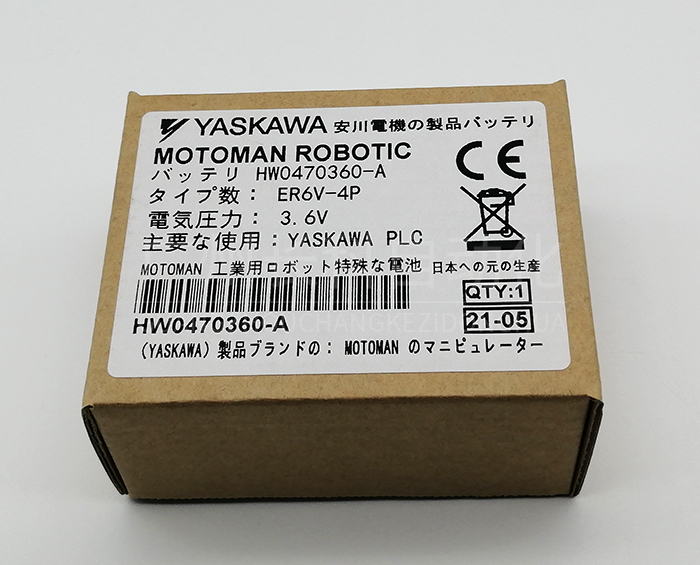 YASKAWA 安川電機の製品バッテリ
MOTOMAN ROBOTIC
バッテリ HW0470360-A
タイプ数： ER6V-4P
電気圧力： 3.6V
主要な使用：YASKAWA PLC
MOTOMAN 工業用ロボット特殊な電池 日本への元の生産
QTY:1
HW0470360-A
21-05
(YASKAWA) 製品ブランドの： MOTOMAN のマニピュレーター